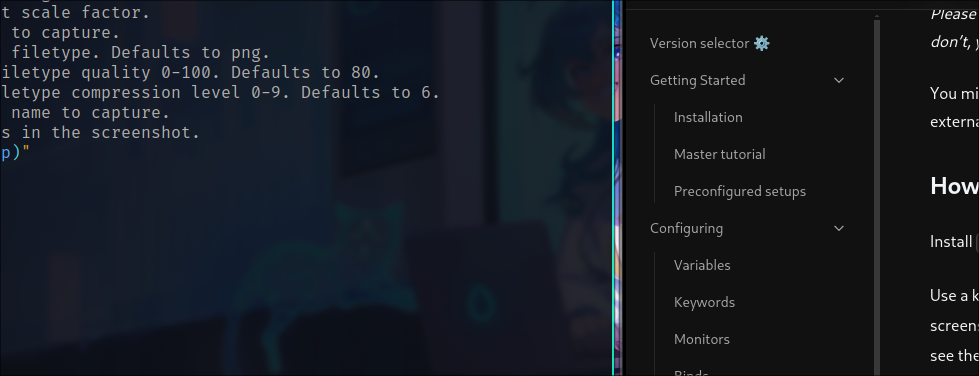 t scale factor.
to capture.
filetype. Defaults to png.
iletype quality 0-100. Defaults to 80.
letype compression level 0-9. Defaults to 6.
name to capture.
s in the screenshot.
p)"
Version selector ⚙️
Getting Started
Installation
Master tutorial
Preconfigured setups
Configuring
Variables
Keywords
Monitors
Binds
Please
don't, y
You mi
externa
How
Install
Use a k
screens
see the